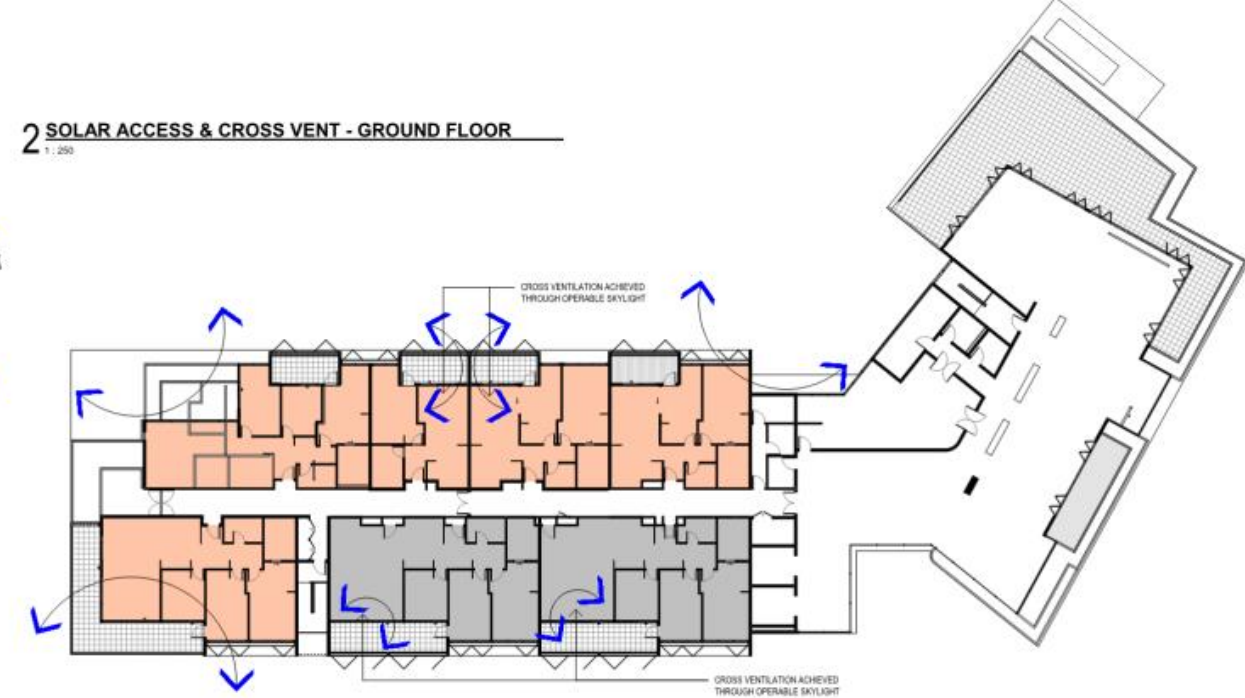 2 SOLAR ACCESS & CROSS VENT - GROUND FLOOR
1 : 250
CROSS VENTILATION ACHIEVED
THROUGH OPERABLE SKYLIGHT
CROSS VENTILATION ACHIEVED
THROUGH OPERABLE SKYLIGHT